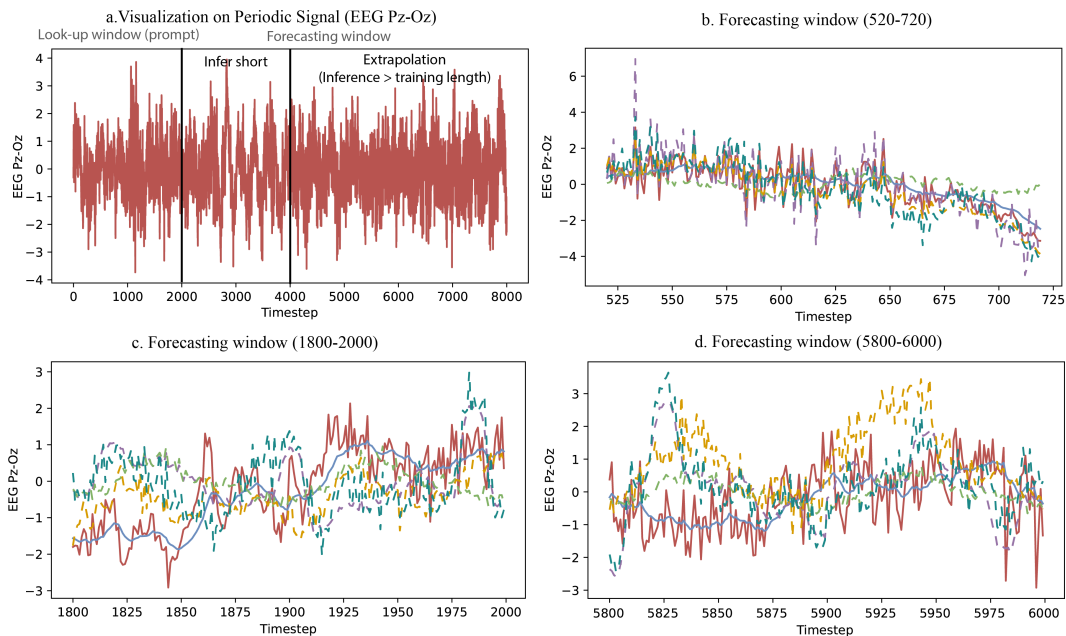 a.Visualization on Periodic Signal (EEG Pz-Oz)
Look-up window (prompt)
Forecasting window
Infer short
Extrapolation
(Inference > training length)
EEG Pz-Oz
4
3
2
1
0
−1
−2
−3
−4
0 1000 2000 3000 4000 5000 6000 7000 8000
Timestep
b. Forecasting window (520-720)
EEG Pz-Oz
6
4
2
0
−2
−4
525 550 575 600 625 650 675 700 725
Timestep
c. Forecasting window (1800-2000)
EEG Pz-Oz
3
2
1
0
−1
−2
−3
1800 1825 1850 1875 1900 1925 1950 1975 2000
Timestep
d. Forecasting window (5800-6000)
EEG Pz-Oz
3
2
1
0
−1
−2
−3
5800 5825 5850 5875 5900 5925 5950 5975 6000
Timestep